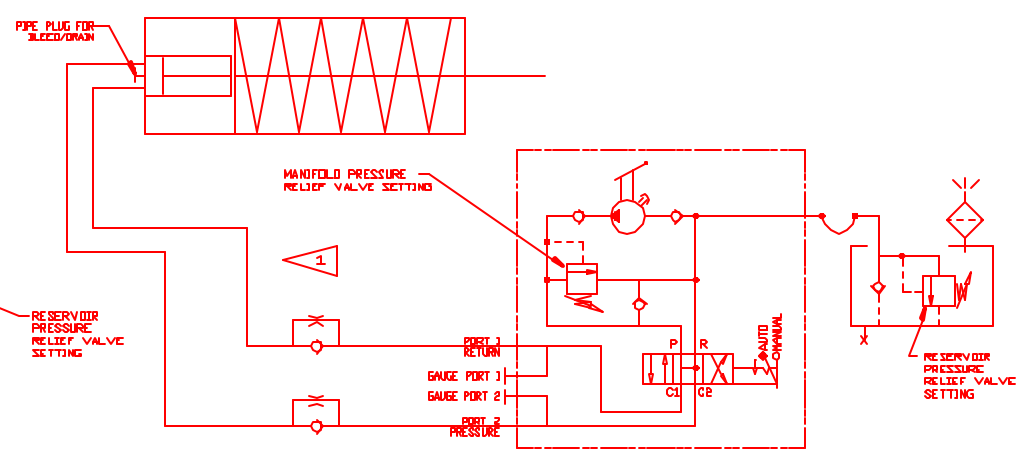 PIPE PLUG FOR
BLEED/DRAIN
MANIFOLD PRESSURE
RELIEF VALVE SETTING
1
RESERVOIR
PRESSURE
RELIEF VALVE
SETTING
PORT 1
RETURN
GAUGE PORT 1
GAUGE PORT 2
PORT 2
PRESSURE
P R
C1 C2
AUTO
MANUAL
X
RESERVOIR
PRESSURE
RELIEF VALVE
SETTING